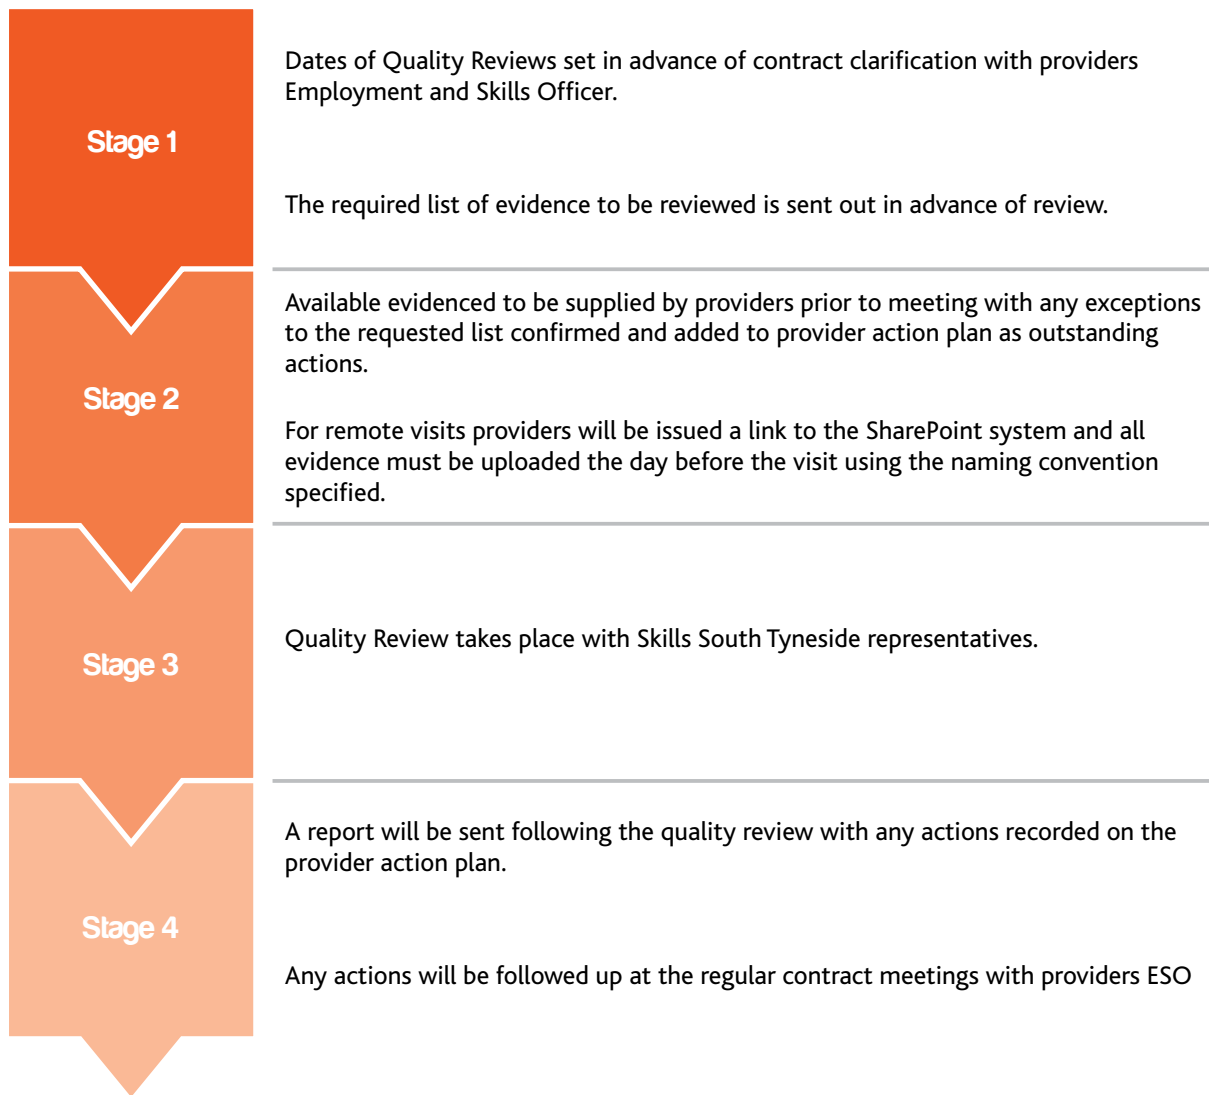 Stage 1
Dates of Quality Reviews set in advance of contract clarification with providers
Employment and Skills Officer.
The required list of evidence to be reviewed is sent out in advance of review.
Stage 2
Available evidenced to be supplied by providers prior to meeting with any exceptions
to the requested list confirmed and added to provider action plan as outstanding
actions.
For remote visits providers will be issued a link to the SharePoint system and all
evidence must be uploaded the day before the visit using the naming convention
specified.
Stage 3
Quality Review takes place with Skills South Tyneside representatives.
Stage 4
A report will be sent following the quality review with any actions recorded on the
provider action plan.
Any actions will be followed up at the regular contract meetings with providers ESO